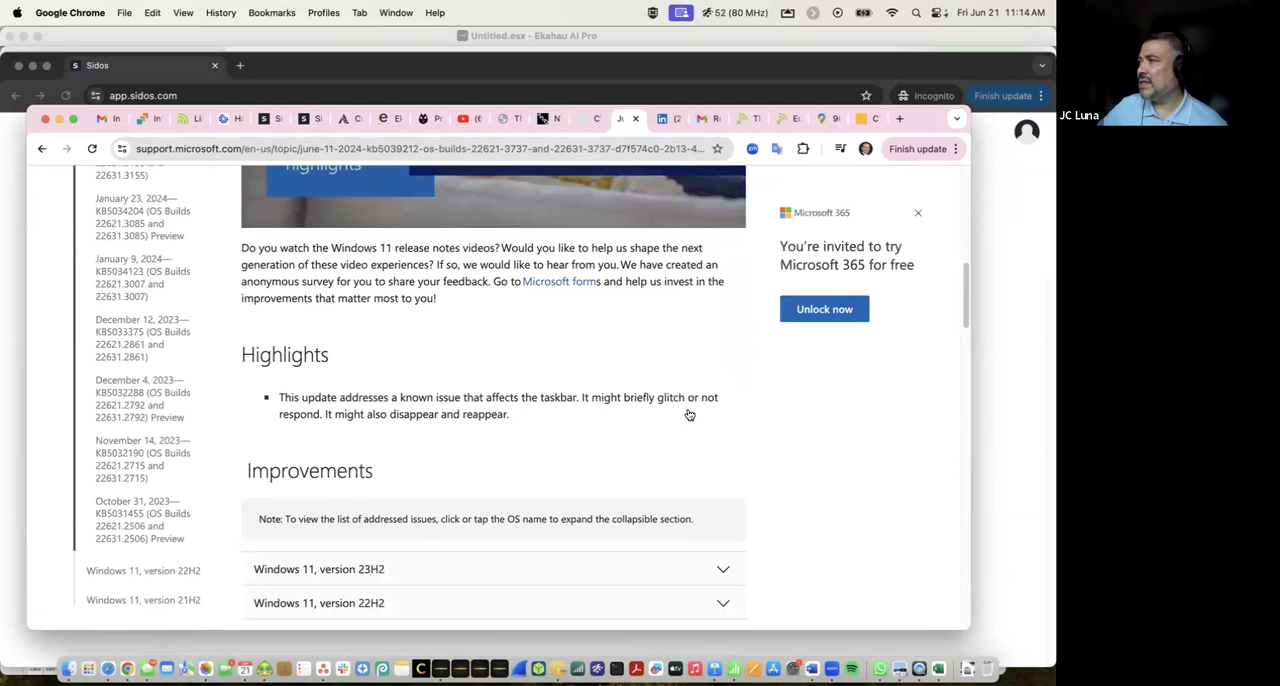 Google Chrome File Edit View History Bookmarks Profiles Tab Window Help 52 (80 MHz) Fri Jun 21 11:14 AM
Untitled.esx - Ekahau AI Pro
Sidos
app.sidos.com Incognito Finish update
support.microsoft.com/en-us/topic/june-11-2024-kb5039212-os-builds-22621-3737-and-22631-3737-d7f574c0-2b13-4... Finish update
JC Luna
22631.3155)
January 23, 2024—
KB5034204 (OS Builds
22621.3085 and
22631.3085) Preview
January 9, 2024—
KB5034123 (OS Builds
22621.3007 and
22631.3007)
December 12, 2023—
KB5033375 (OS Builds
22621.2861 and
22631.2861)
December 4, 2023—
KB5032288 (OS Builds
22621.2792 and
22631.2792) Preview
November 14, 2023—
KB5032190 (OS Builds
22621.2715 and
22631.2715)
October 31, 2023—
KB5031455 (OS Builds
22621.2506 and
22631.2506) Preview
Windows 11, version 22H2
Windows 11, version 21H2
highlights
Do you watch the Windows 11 release notes videos? Would you like to help us shape the next
generation of these video experiences? If so, we would like to hear from you. We have created an
anonymous survey for you to share your feedback. Go to Microsoft forms and help us invest in the
improvements that matter most to you!
Highlights
This update addresses a known issue that affects the taskbar. It might briefly glitch or not
respond. It might also disappear and reappear.
Improvements
Note: To view the list of addressed issues, click or tap the OS name to expand the collapsible section.
Windows 11, version 23H2
Windows 11, version 22H2
Microsoft 365
You're invited to try
Microsoft 365 for free
Unlock now